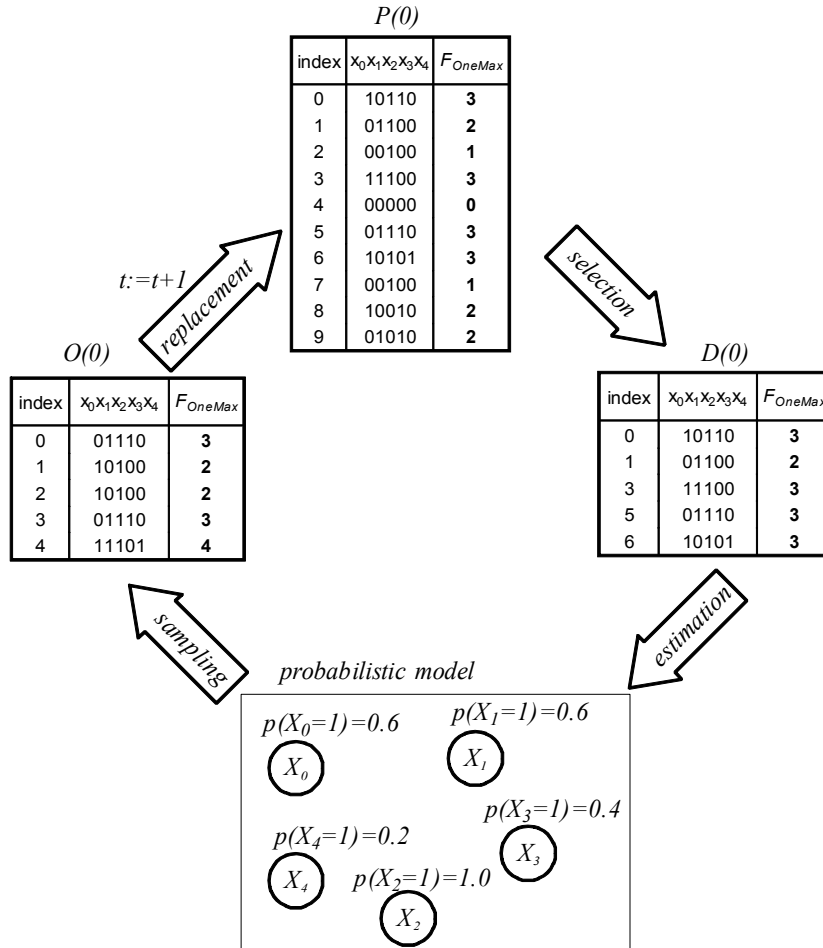 P(0)
index x₀x₁x₂x₃x₄ F_OneMax
0 10110 3
1 01100 2
2 00100 1
3 11100 3
4 00000 0
5 01110 3
6 10101 3
7 00100 1
8 10010 2
9 01010 2
t:=t+1
replacement
selection
O(0)
index x₀x₁x₂x₃x₄ F_OneMax
0 01110 3
1 10100 2
2 10100 2
3 01110 3
4 11101 4
D(0)
index x₀x₁x₂x₃x₄ F_OneMax
0 10110 3
1 01100 2
3 11100 3
5 01110 3
6 10101 3
sampling
estimation
probabilistic model
p(X₀=1)=0.6
X₀
p(X₁=1)=0.6
X₁
p(X₃=1)=0.4
X₃
p(X₄=1)=0.2
X₄
p(X₂=1)=1.0
X₂